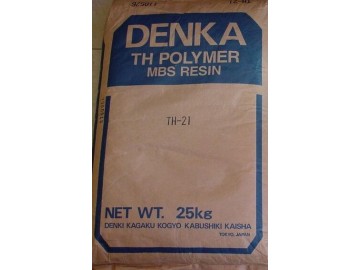 DENKA
TH POLYMER
MBS RESIN
TH-21
NET WT. 25kg
DENKI KAGAKU KOGYO KABUSHIKI KAISHA
TOKYO, JAPAN